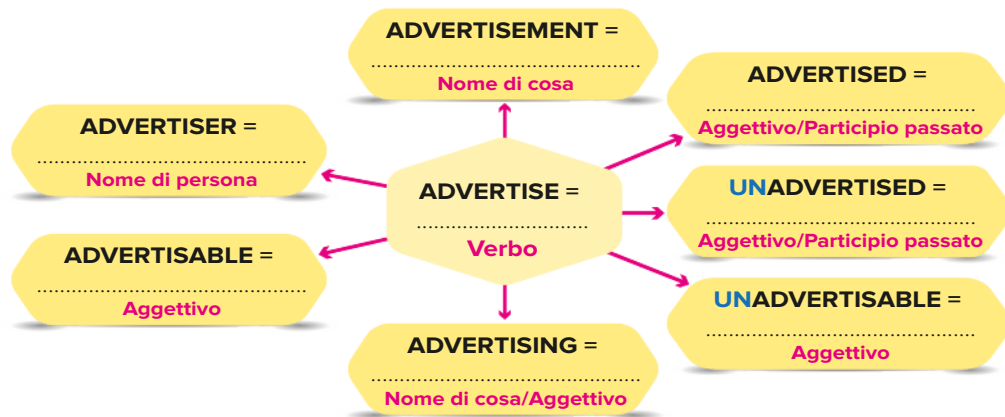 ADVERTISEMENT =
................................................
Nome di cosa
ADVERTISED =
................................................
Aggettivo/Participio passato
ADVERTISER =
................................................
Nome di persona
ADVERTISE =
..............................
Verbo
UNADVERTISED =
................................................
Aggettivo/Participio passato
ADVERTISABLE =
................................................
Aggettivo
UNADVERTISABLE =
................................................
Aggettivo
ADVERTISING =
................................................
Nome di cosa/Aggettivo